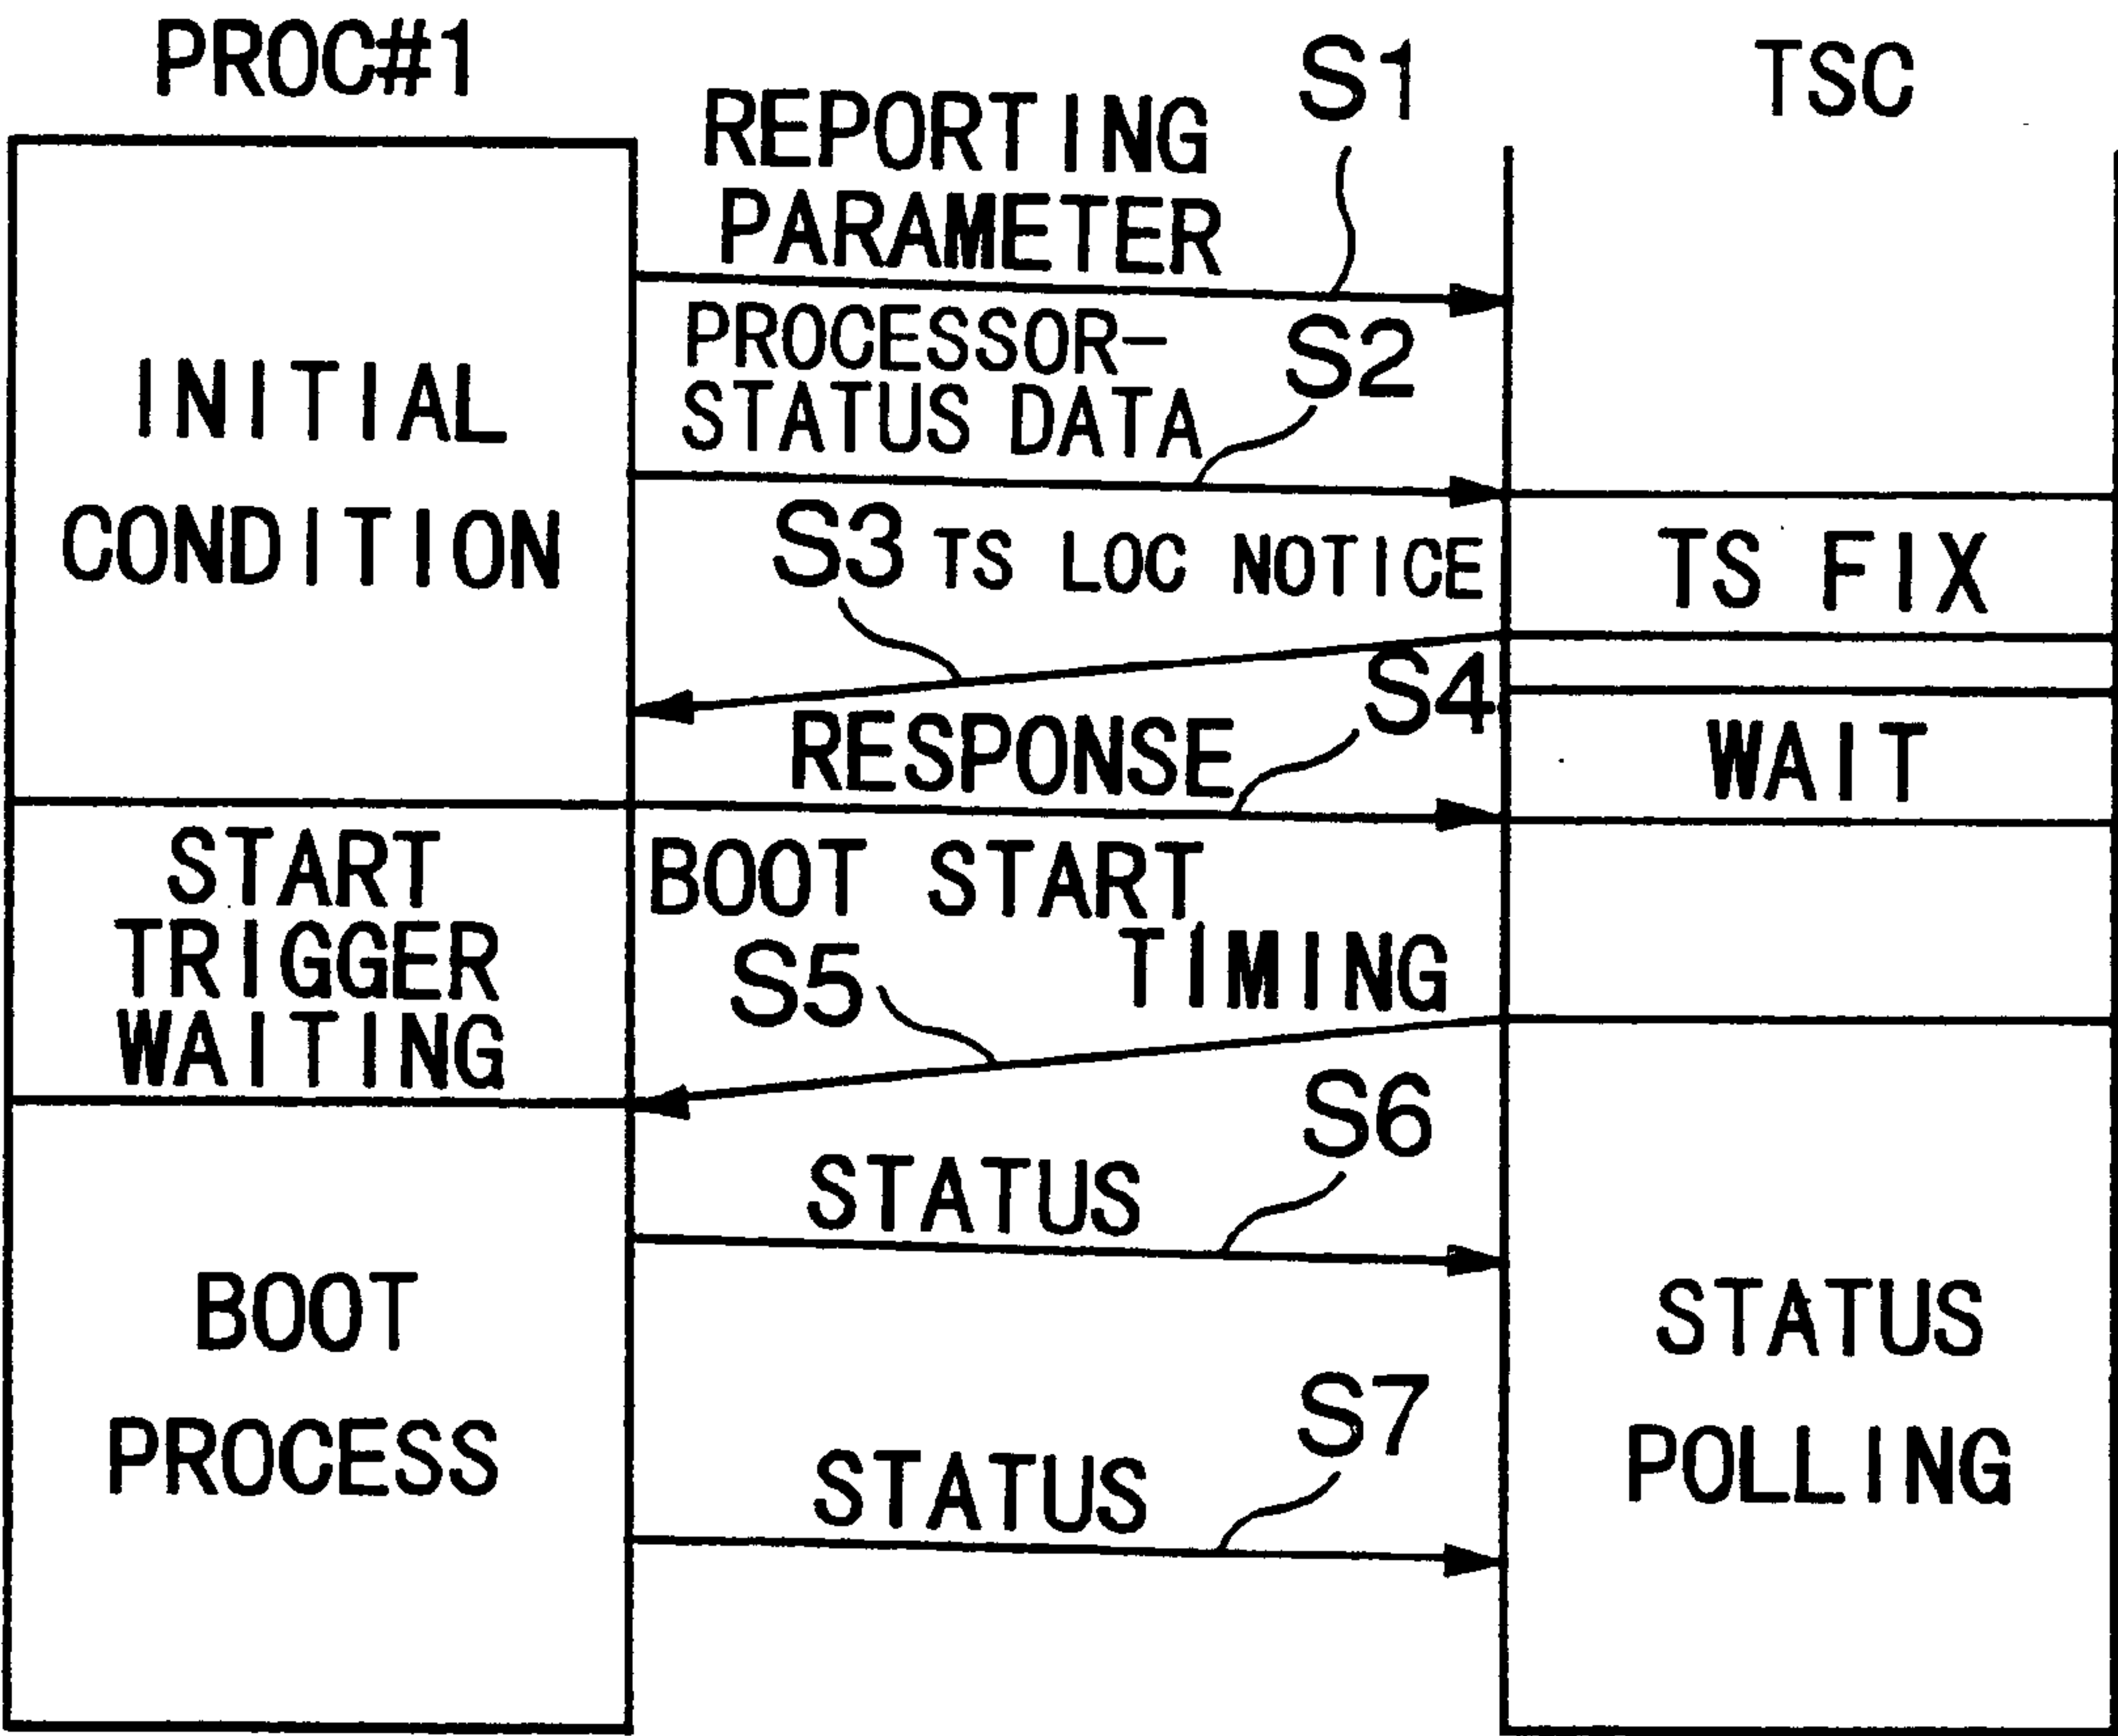 PROC#1
S1
TSC
REPORTING
PARAMETER
PROCESSOR-
STATUS DATA
S2
INITIAL
CONDITION
S3
TS LOC NOTICE
TS FIX
S4
RESPONSE
WAIT
START
TRIGGER
WAITING
BOOT START
TIMING
S5
S6
STATUS
BOOT
PROCESS
STATUS
POLLING
S7
STATUS